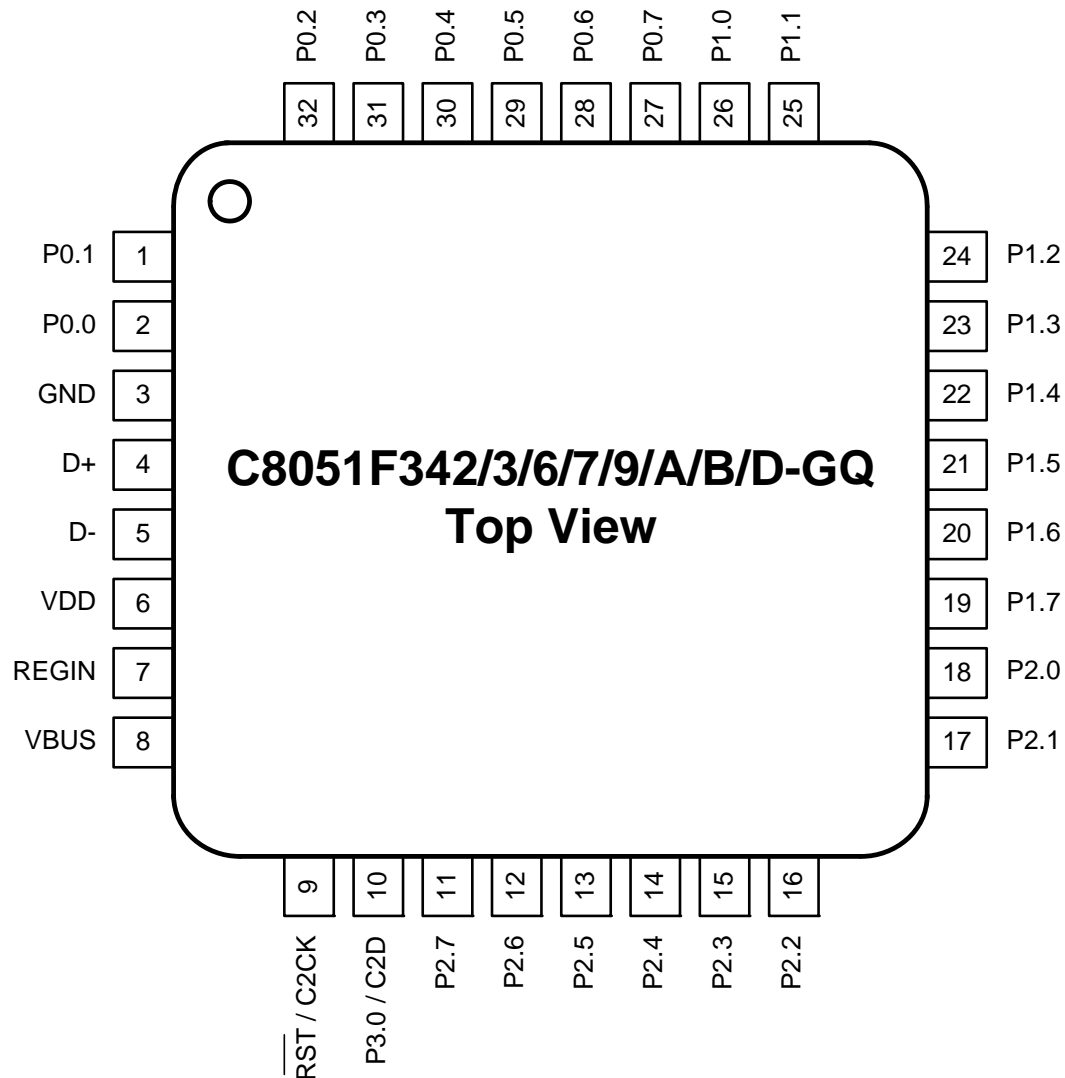 P0.2
P0.3
P0.4
P0.5
P0.6
P0.7
P1.0
P1.1
32
31
30
29
28
27
26
25
P0.1 1
P0.0 2
GND 3
D+ 4
D- 5
VDD 6
REGIN 7
VBUS 8
C8051F342/3/6/7/9/A/B/D-GQ
Top View
24 P1.2
23 P1.3
22 P1.4
21 P1.5
20 P1.6
19 P1.7
18 P2.0
17 P2.1
9
10
11
12
13
14
15
16
RST / C2CK
P3.0 / C2D
P2.7
P2.6
P2.5
P2.4
P2.3
P2.2